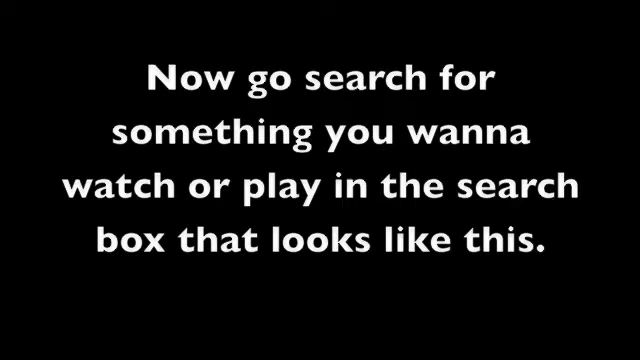 Now go search for
something you wanna
watch or play in the search
box that looks like this.